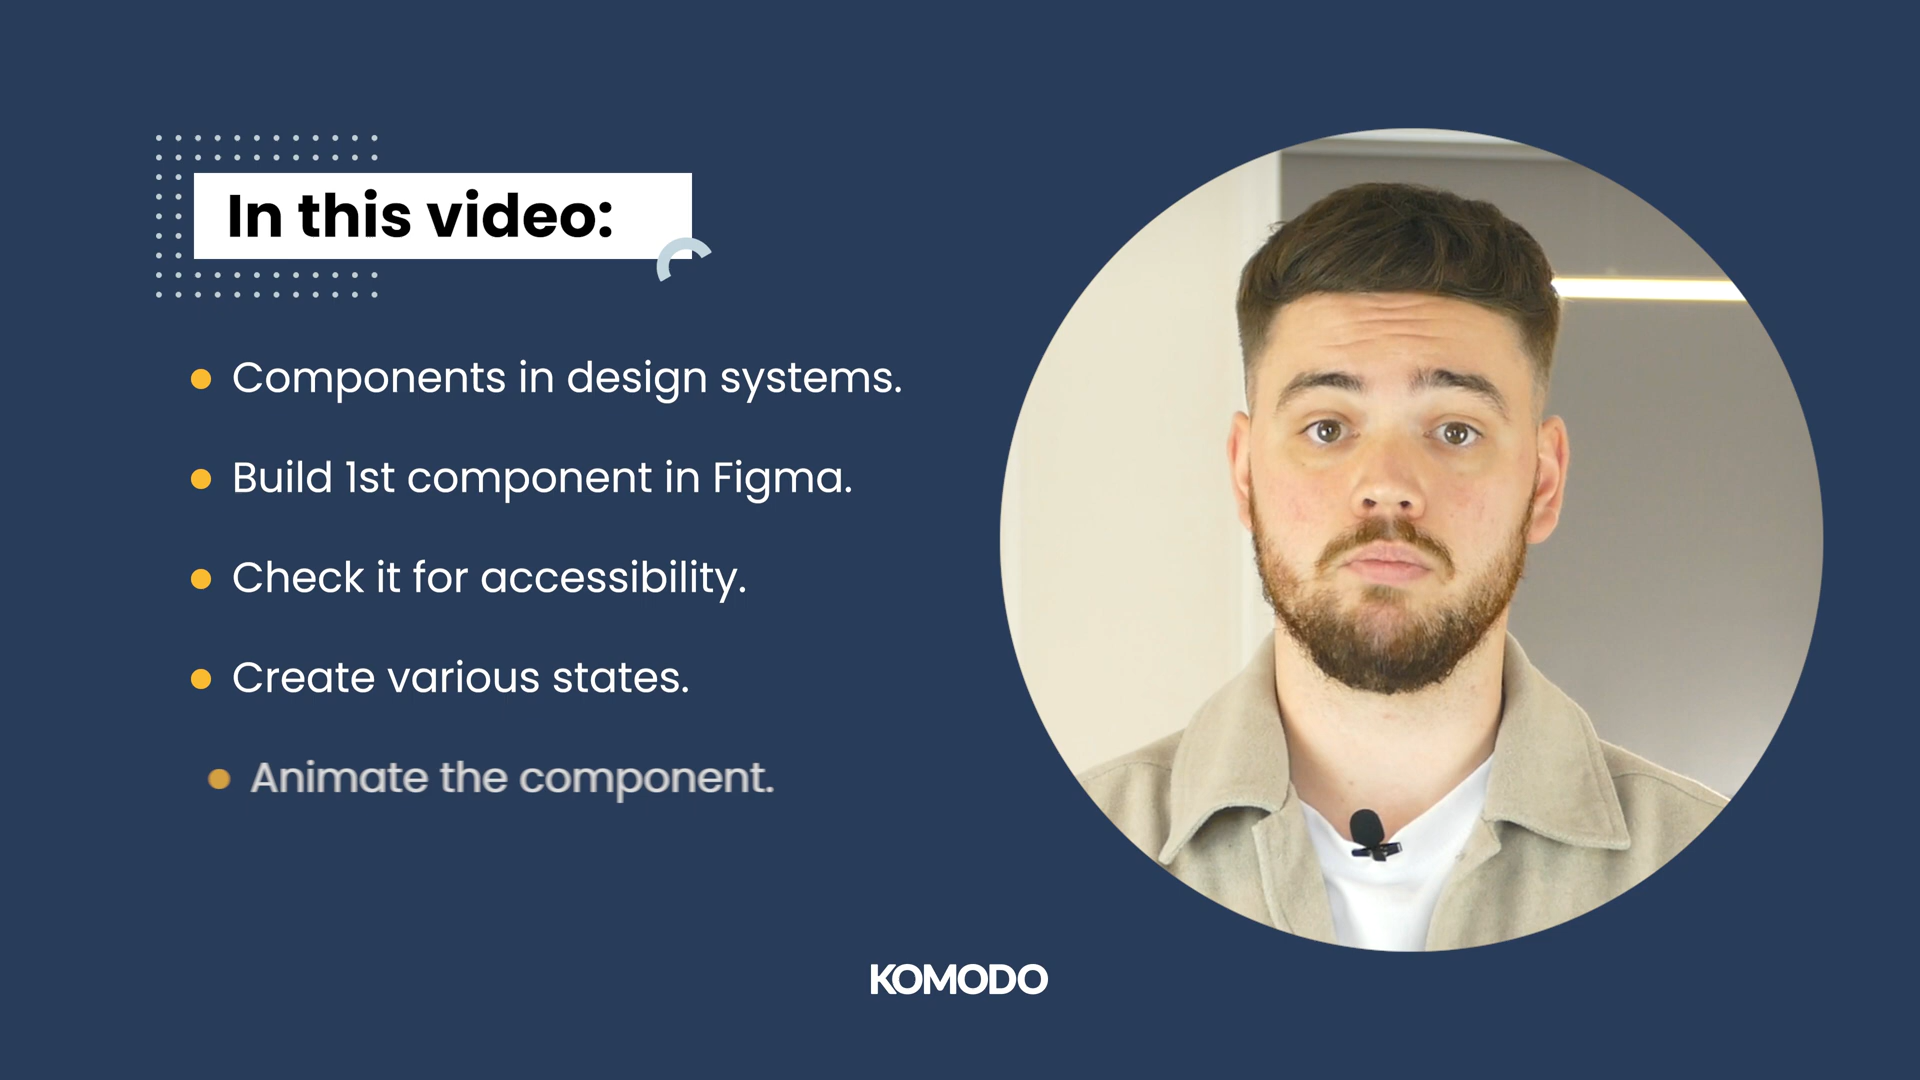 In this video:
Components in design systems.
Build 1st component in Figma.
Check it for accessibility.
Create various states.
Animate the component.
KOMODO